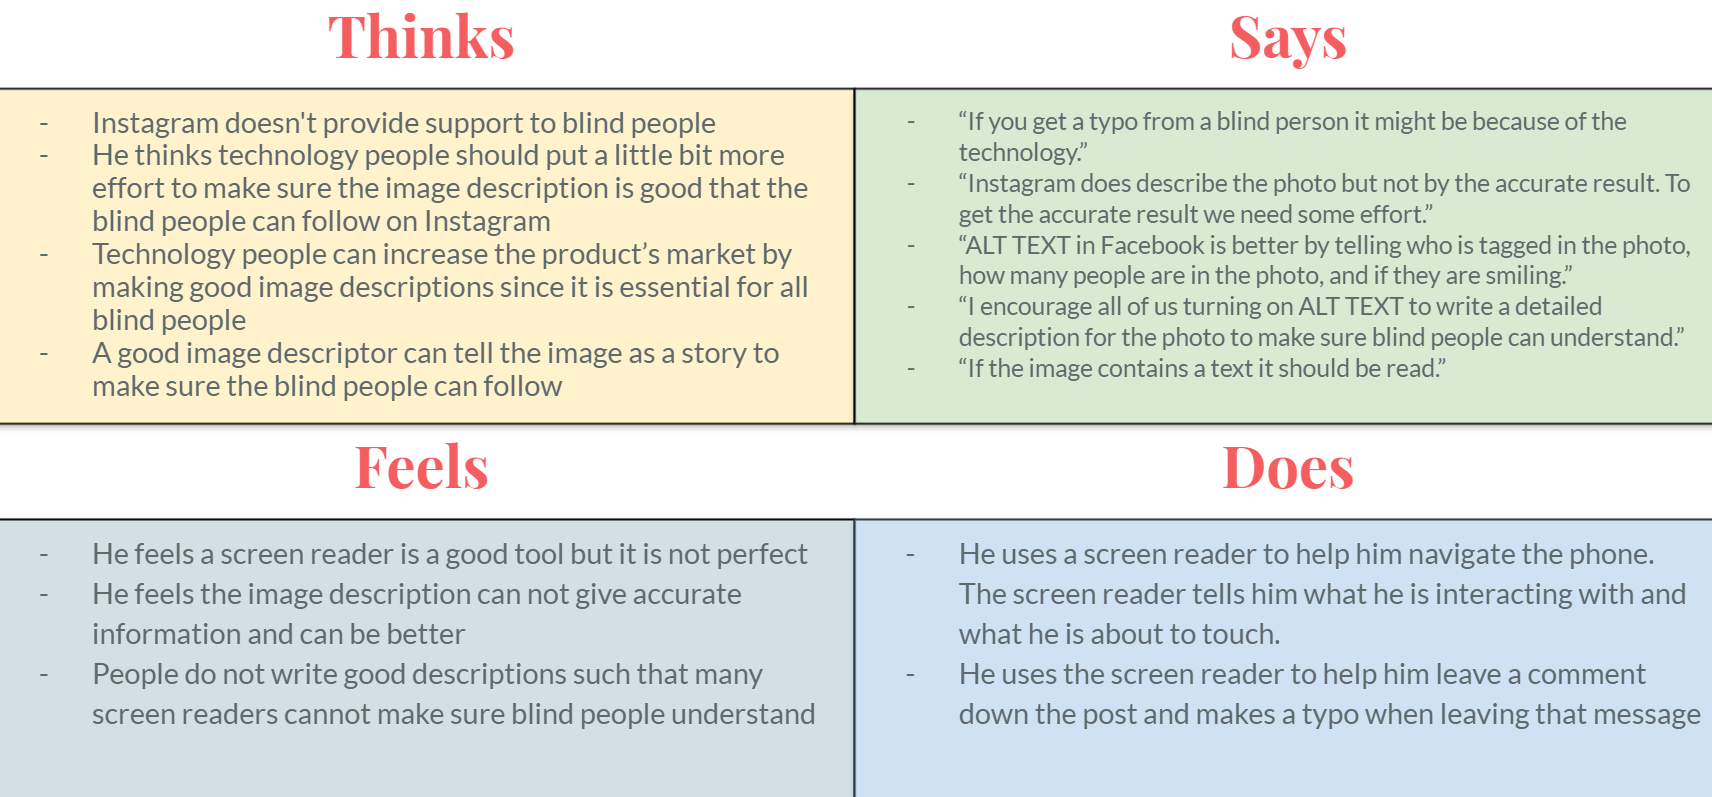 Thinks
- Instagram doesn't provide support to blind people
- He thinks technology people should put a little bit more
effort to make sure the image description is good that the
blind people can follow on Instagram
- Technology people can increase the product’s market by
making good image descriptions since it is essential for all
blind people
- A good image descriptor can tell the image as a story to
make sure the blind people can follow
Says
- “If you get a typo from a blind person it might be because of the
technology.”
- “Instagram does describe the photo but not by the accurate result. To
get the accurate result we need some effort.”
- “ALT TEXT in Facebook is better by telling who is tagged in the photo,
how many people are in the photo, and if they are smiling.”
- “I encourage all of us turning on ALT TEXT to write a detailed
description for the photo to make sure blind people can understand.”
- “If the image contains a text it should be read.”
Feels
- He feels a screen reader is a good tool but it is not perfect
- He feels the image description can not give accurate
information and can be better
- People do not write good descriptions such that many
screen readers cannot make sure blind people understand
Does
- He uses a screen reader to help him navigate the phone.
The screen reader tells him what he is interacting with and
what he is about to touch.
- He uses the screen reader to help him leave a comment
down the post and makes a typo when leaving that message